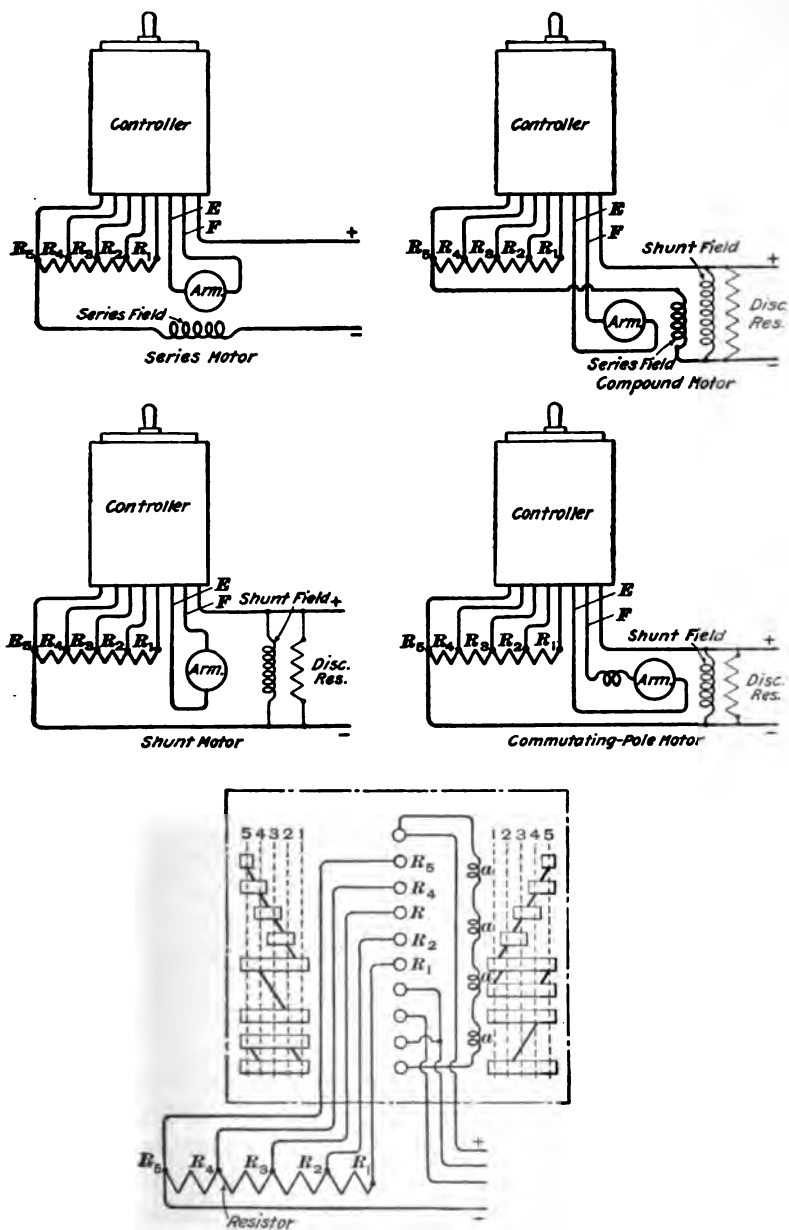 Controller
E
F
R5 R4 R3 R2 R1
+
Arm.
Series Field
−
Series Motor
Controller
E
F
R5 R4 R3 R2 R1
Shunt Field
+
Arm.
Disc.
Res.
Series Field
−
Compound Motor
Controller
E
F
Shunt Field +
R5 R4 R3 R2 R1
Arm.
Disc.
Res.
−
Shunt Motor
Controller
E
F
R5 R4 R3 R2 R1
Shunt Field
+
Arm.
Disc.
Res.
−
Commutating-Pole Motor
5 4 3 2 1
1 2 3 4 5
R5
a
R4
R
a
R2
R1
a
a
+
R5 R4 R3 R2 R1
−
Resistor